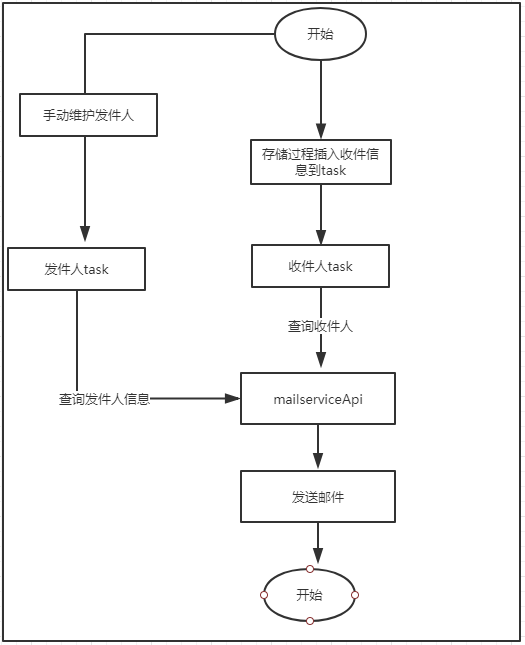 开始
手动维护发件人
存储过程插入收件信
息到task
发件人task
收件人task
查询收件人
查询发件人信息
mailserviceApi
发送邮件
开始